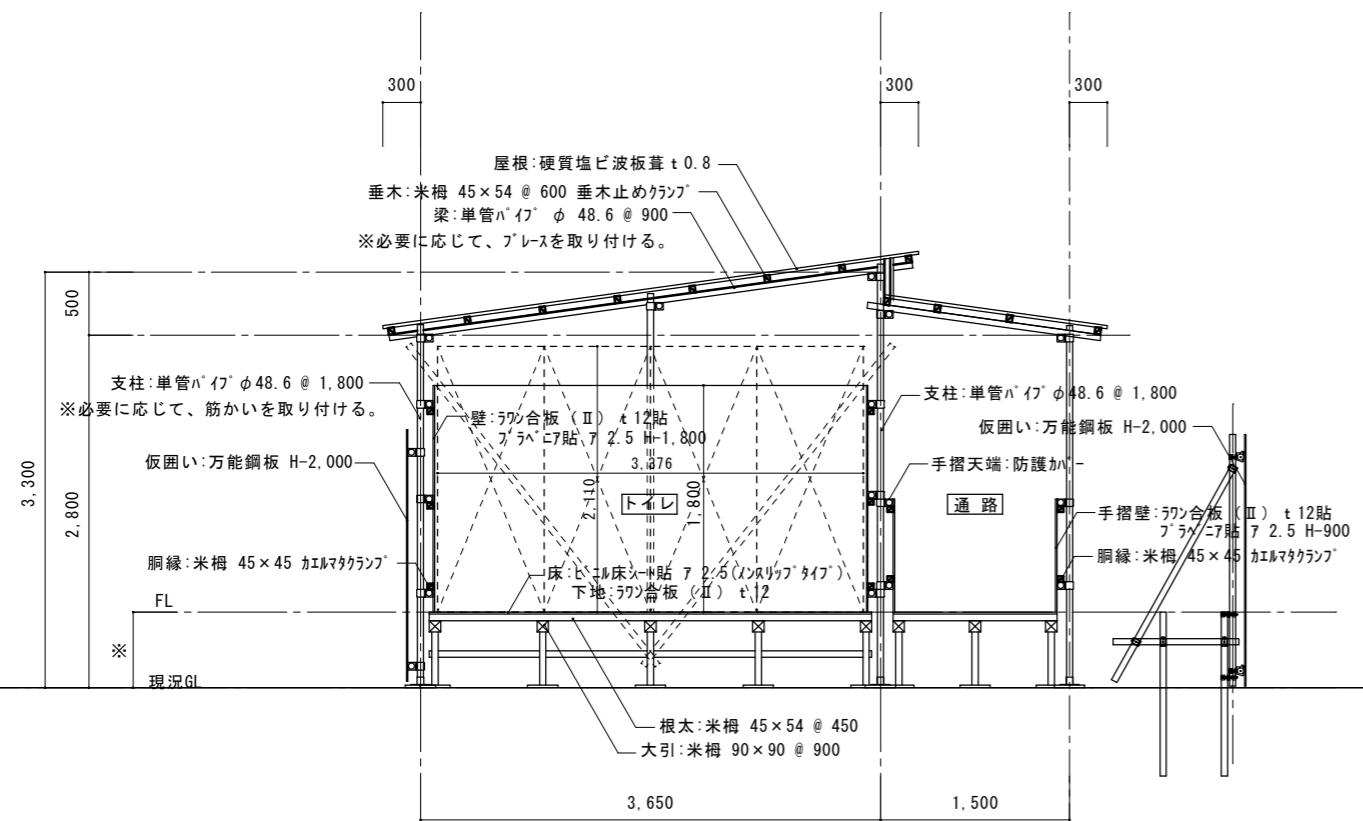 300
300
300
屋根:硬質塩ビ波板葺 t 0.8
垂木:米栂 45×54 @ 600 垂木止めｸﾗﾝﾌﾟ
梁:単管ﾊﾟｲﾌﾟ φ 48.6 @ 900
※必要に応じて、ﾌﾞﾚｰｽを取り付ける。
500
3,300
2,800
支柱:単管ﾊﾟｲﾌﾟ φ48.6 @ 1,800
※必要に応じて、筋かいを取り付ける。
支柱:単管ﾊﾟｲﾌﾟ φ48.6 @ 1,800
壁:ﾗﾜﾝ合板 (Ⅱ) t 12貼
ﾌﾟﾗﾍﾞﾆｱ貼 ｱ 2.5 H-1,800
仮囲い:万能鋼板 H-2,000
仮囲い:万能鋼板 H-2,000
手摺天端:防護ｶﾊﾞｰ
3,376
2,110
トイレ
1,800
通 路
手摺壁:ﾗﾜﾝ合板 (Ⅱ) t 12貼
ﾌﾟﾗﾍﾞﾆｱ貼 ｱ 2.5 H-900
胴縁:米栂 45×45 ｶｴﾙﾏﾀｸﾗﾝﾌﾟ
胴縁:米栂 45×45 ｶｴﾙﾏﾀｸﾗﾝﾌﾟ
床:ﾋﾞﾆﾙ床ｼｰﾄ貼 ｱ 2.5(ﾉﾝｽﾘｯﾌﾟﾀｲﾌﾟ)
下地:ﾗﾜﾝ合板 (Ⅱ) t 12
FL
※
現況GL
根太:米栂 45×54 @ 450
大引:米栂 90×90 @ 900
3,650
1,500